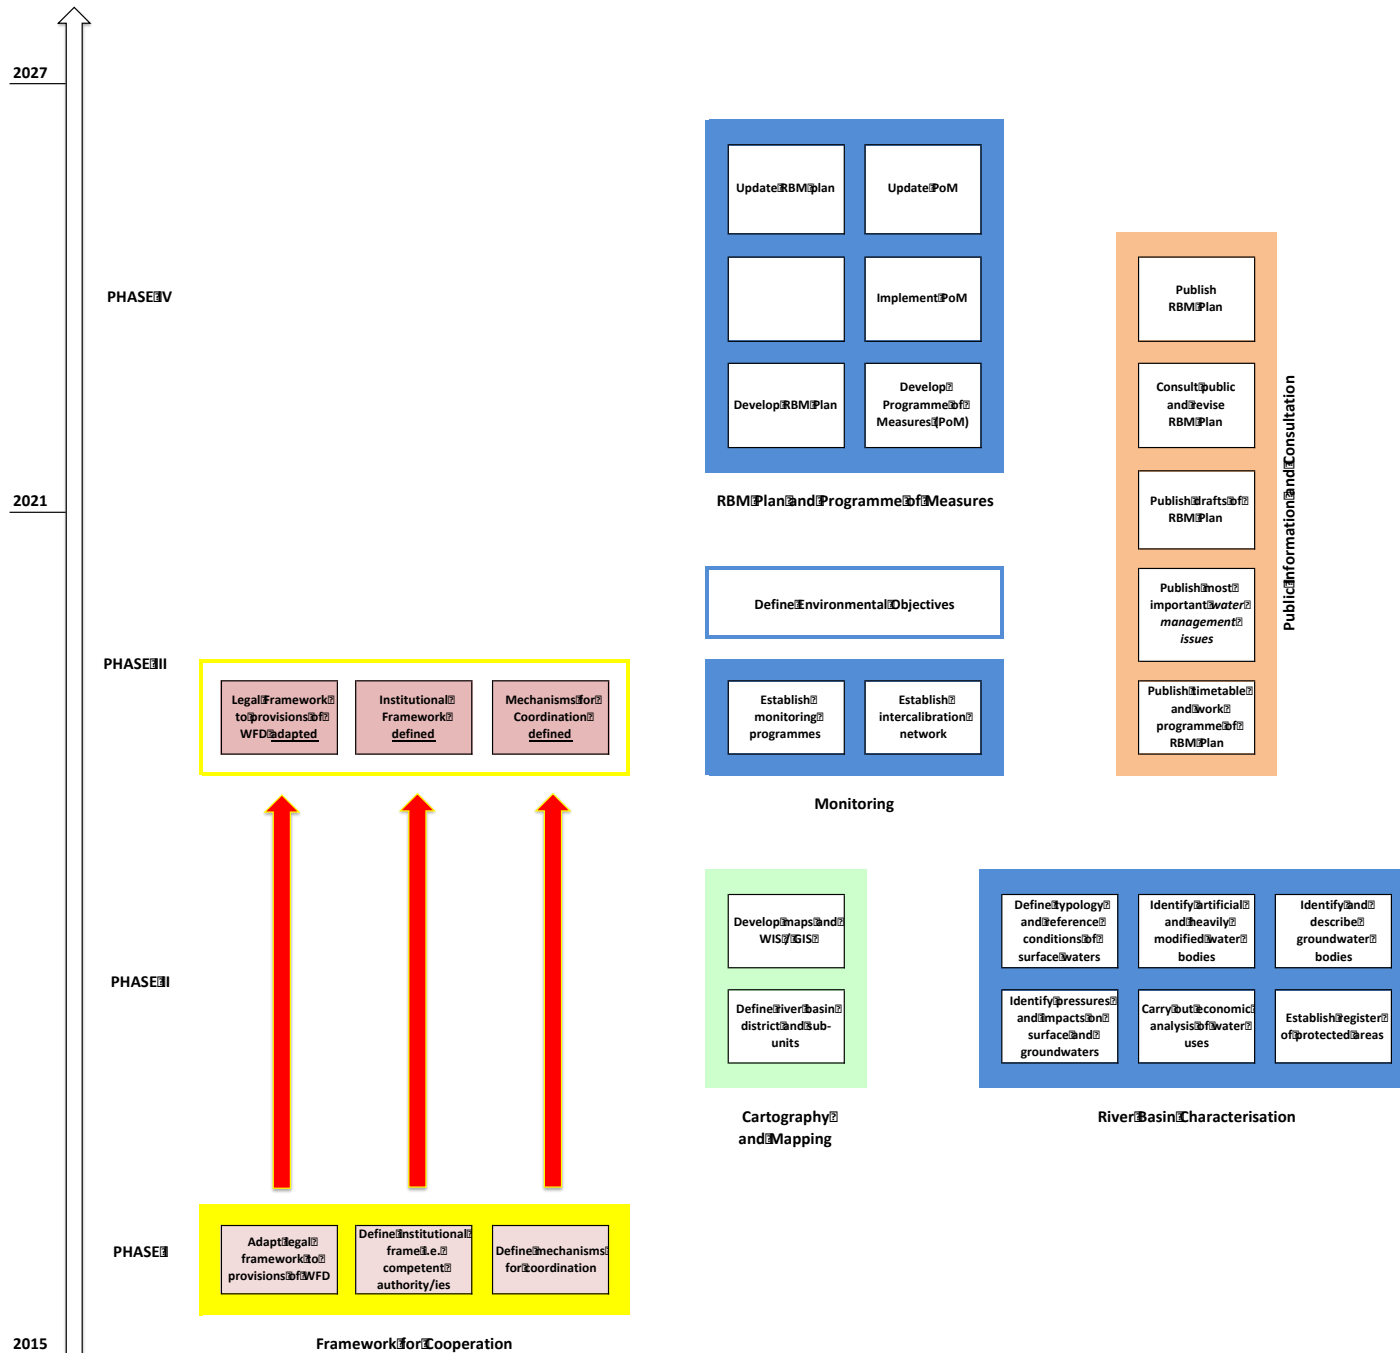 2027
Update RBM plan
Update PoM
PHASE IV
Implement PoM
Publish
RBM Plan
Develop RBM Plan
Develop
Programme of
Measures (PoM)
Consult public
and revise
RBM Plan
Public Information and Consultation
2021
RBM Plan and Programme of Measures
Publish drafts of
RBM Plan
Define Environmental Objectives
Publish most
important water
management
issues
PHASE III
Legal Framework
to provisions of
WFD adapted
Institutional
Framework
defined
Mechanisms for
Coordination
defined
Establish
monitoring
programmes
Establish
intercalibration
network
Publish timetable
and work
programme of
RBM Plan
Monitoring
PHASE II
Develop maps and
WIS / GIS
Define typology
and reference
conditions of
surface waters
Identify artificial
and heavily
modified water
bodies
Identify and
describe
groundwater
bodies
Define river basin
district and sub-
units
Identify pressures
and impacts on
surface and
groundwaters
Carry out economic
analysis of water
uses
Establish register
of protected areas
Cartography
and Mapping
River Basin Characterisation
PHASE I
Adapt legal
framework to
provisions of WFD
Define Institutional
frame i.e.
competent
authority/ies
Define mechanisms
for coordination
2015
Framework for Cooperation